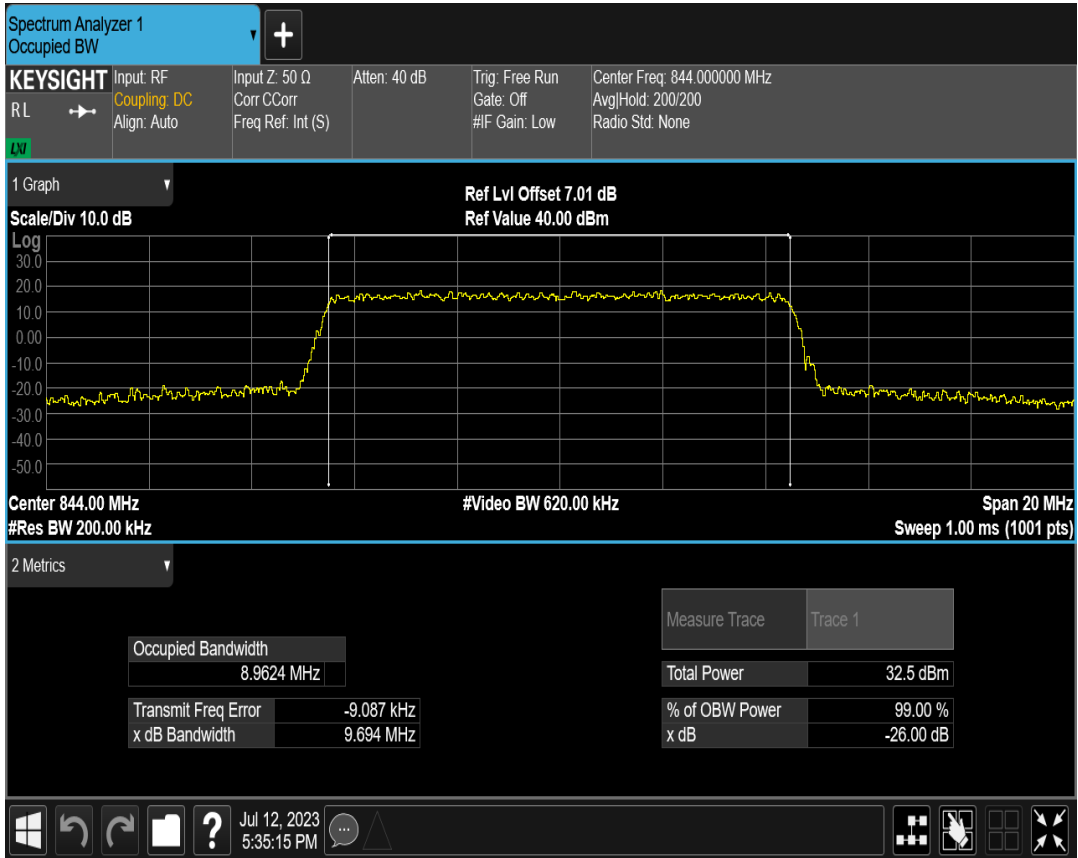 Spectrum Analyzer 1
Occupied BW
+
KEYSIGHT
R L
LXI
Input: RF
Coupling: DC
Align: Auto
Input Z: 50 Ω
Corr CCorr
Freq Ref: Int (S)
Atten: 40 dB
Trig: Free Run
Gate: Off
#IF Gain: Low
Center Freq: 844.000000 MHz
Avg|Hold: 200/200
Radio Std: None
1 Graph
Scale/Div 10.0 dB
Ref Lvl Offset 7.01 dB
Ref Value 40.00 dBm
Log
30.0
20.0
10.0
0.00
-10.0
-20.0
-30.0
-40.0
-50.0
Center 844.00 MHz
#Video BW 620.00 kHz
Span 20 MHz
#Res BW 200.00 kHz
Sweep 1.00 ms (1001 pts)
2 Metrics
Measure Trace Trace 1
Occupied Bandwidth
8.9624 MHz
Total Power 32.5 dBm
Transmit Freq Error -9.087 kHz
% of OBW Power 99.00 %
x dB Bandwidth 9.694 MHz
x dB -26.00 dB
?
Jul 12, 2023
5:35:15 PM